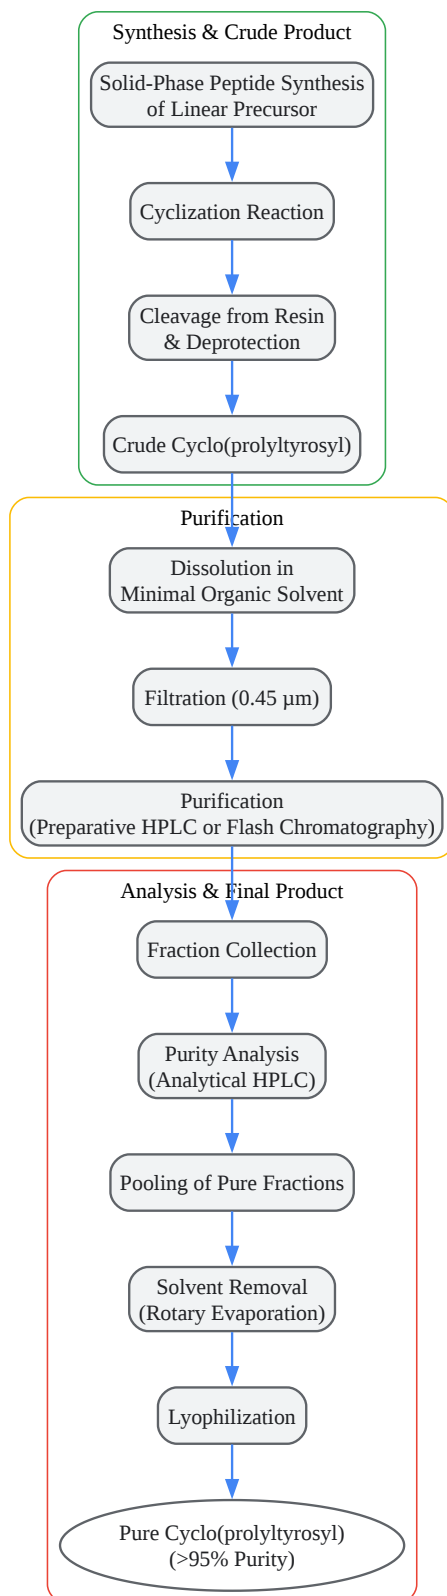 Synthesis & Crude Product
Solid-Phase Peptide Synthesis
of Linear Precursor
Cyclization Reaction
Cleavage from Resin
& Deprotection
Crude Cyclo(prolyltyrosyl)
Purification
Dissolution in
Minimal Organic Solvent
Filtration (0.45 µm)
Purification
(Preparative HPLC or Flash Chromatography)
Analysis & Final Product
Fraction Collection
Purity Analysis
(Analytical HPLC)
Pooling of Pure Fractions
Solvent Removal
(Rotary Evaporation)
Lyophilization
Pure Cyclo(prolyltyrosyl)
(>95% Purity)